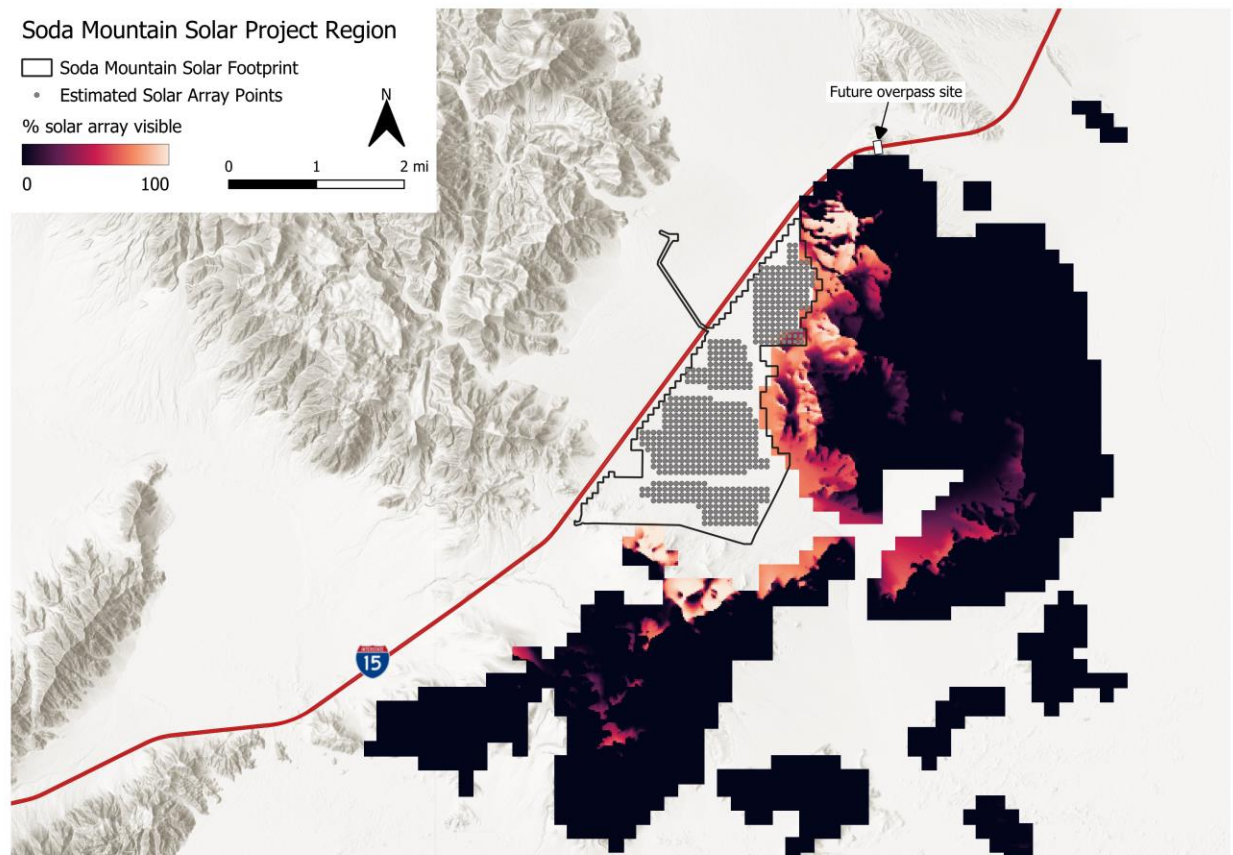 Soda Mountain Solar Project Region
Soda Mountain Solar Footprint
Estimated Solar Array Points
% solar array visible
0 100
N
0 1 2 mi
Future overpass site
INTERSTATE
15